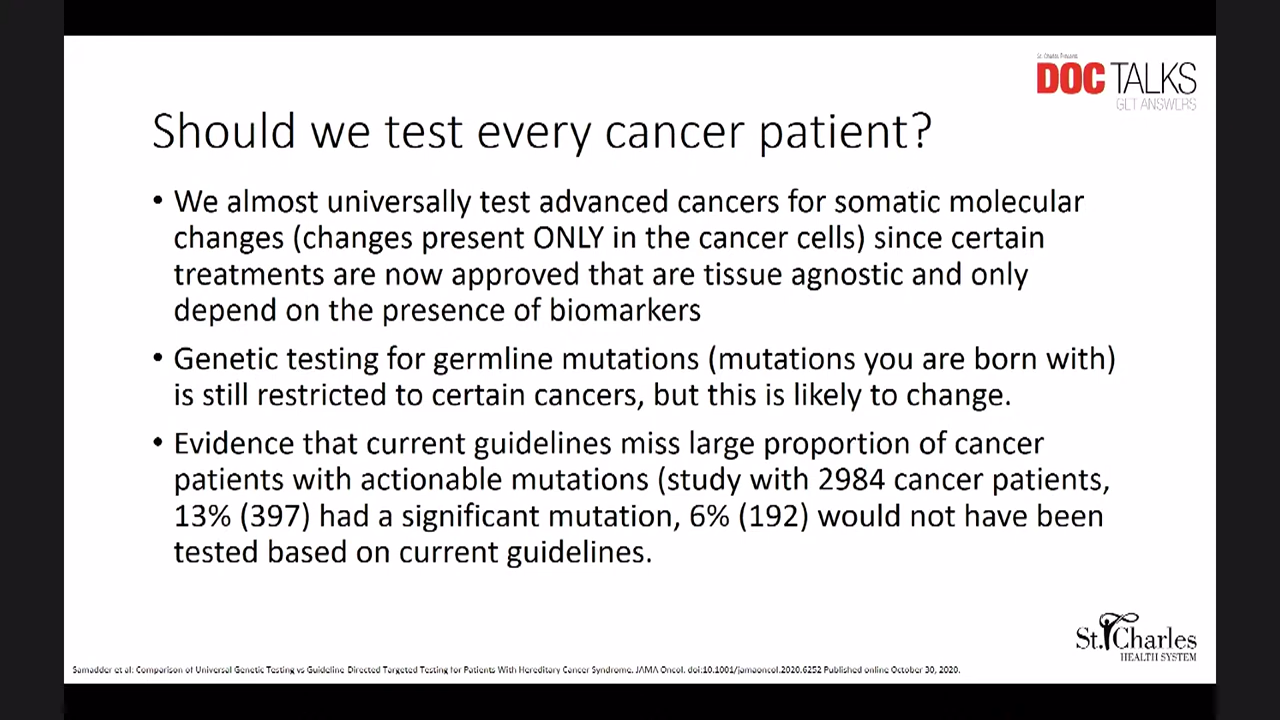 St. Charles Presents
DOC TALKS
GET ANSWERS
Should we test every cancer patient?
• We almost universally test advanced cancers for somatic molecular
changes (changes present ONLY in the cancer cells) since certain
treatments are now approved that are tissue agnostic and only
depend on the presence of biomarkers
• Genetic testing for germline mutations (mutations you are born with)
is still restricted to certain cancers, but this is likely to change.
• Evidence that current guidelines miss large proportion of cancer
patients with actionable mutations (study with 2984 cancer patients,
13% (397) had a significant mutation, 6% (192) would not have been
tested based on current guidelines.
St. Charles
HEALTH SYSTEM
Samadder et al: Comparison of Universal Genetic Testing vs Guideline-Directed Targeted Testing for Patients With Hereditary Cancer Syndrome. JAMA Oncol. doi:10.1001/jamaoncol.2020.6252 Published online October 30, 2020.